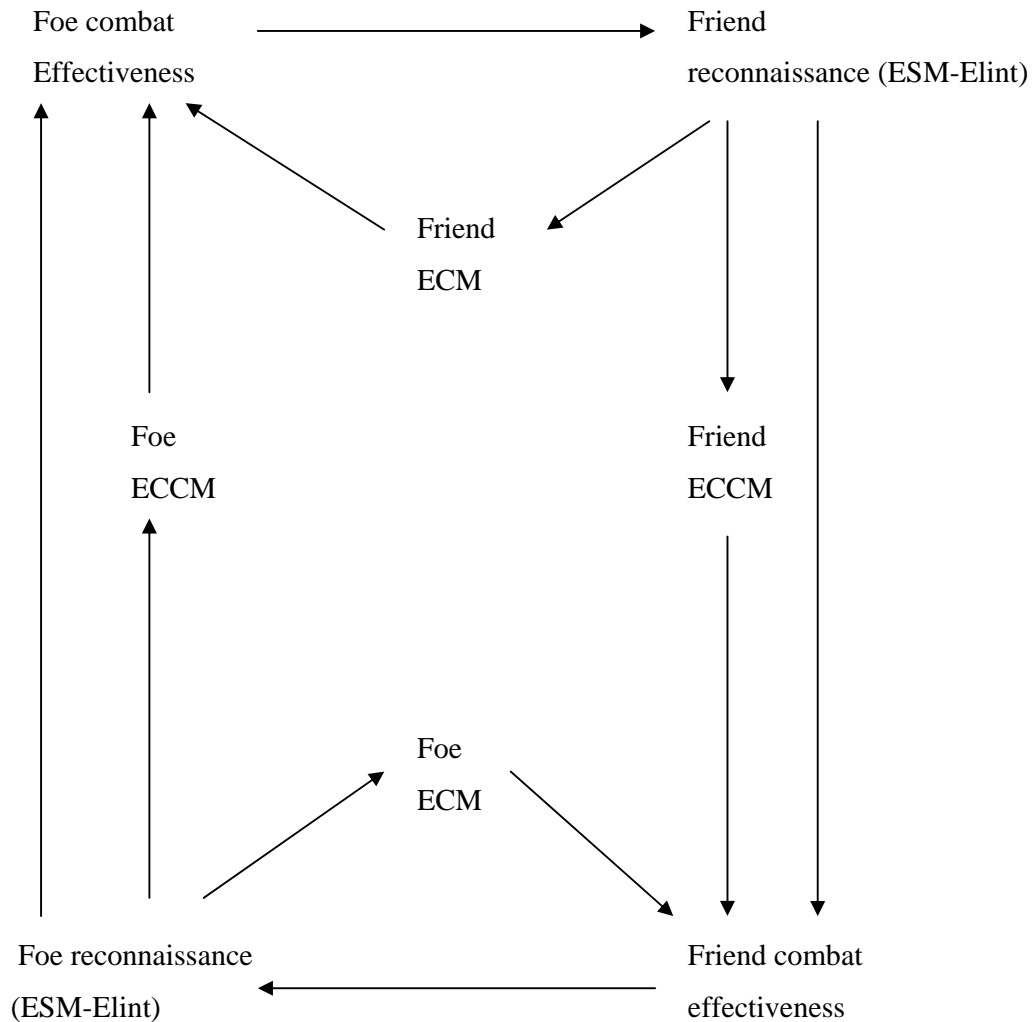 Foe combat
Effectiveness
Friend
reconnaissance (ESM-Elint)
Friend
ECM
Foe
ECCM
Friend
ECCM
Foe
ECM
Foe reconnaissance
(ESM-Elint)
Friend combat
effectiveness